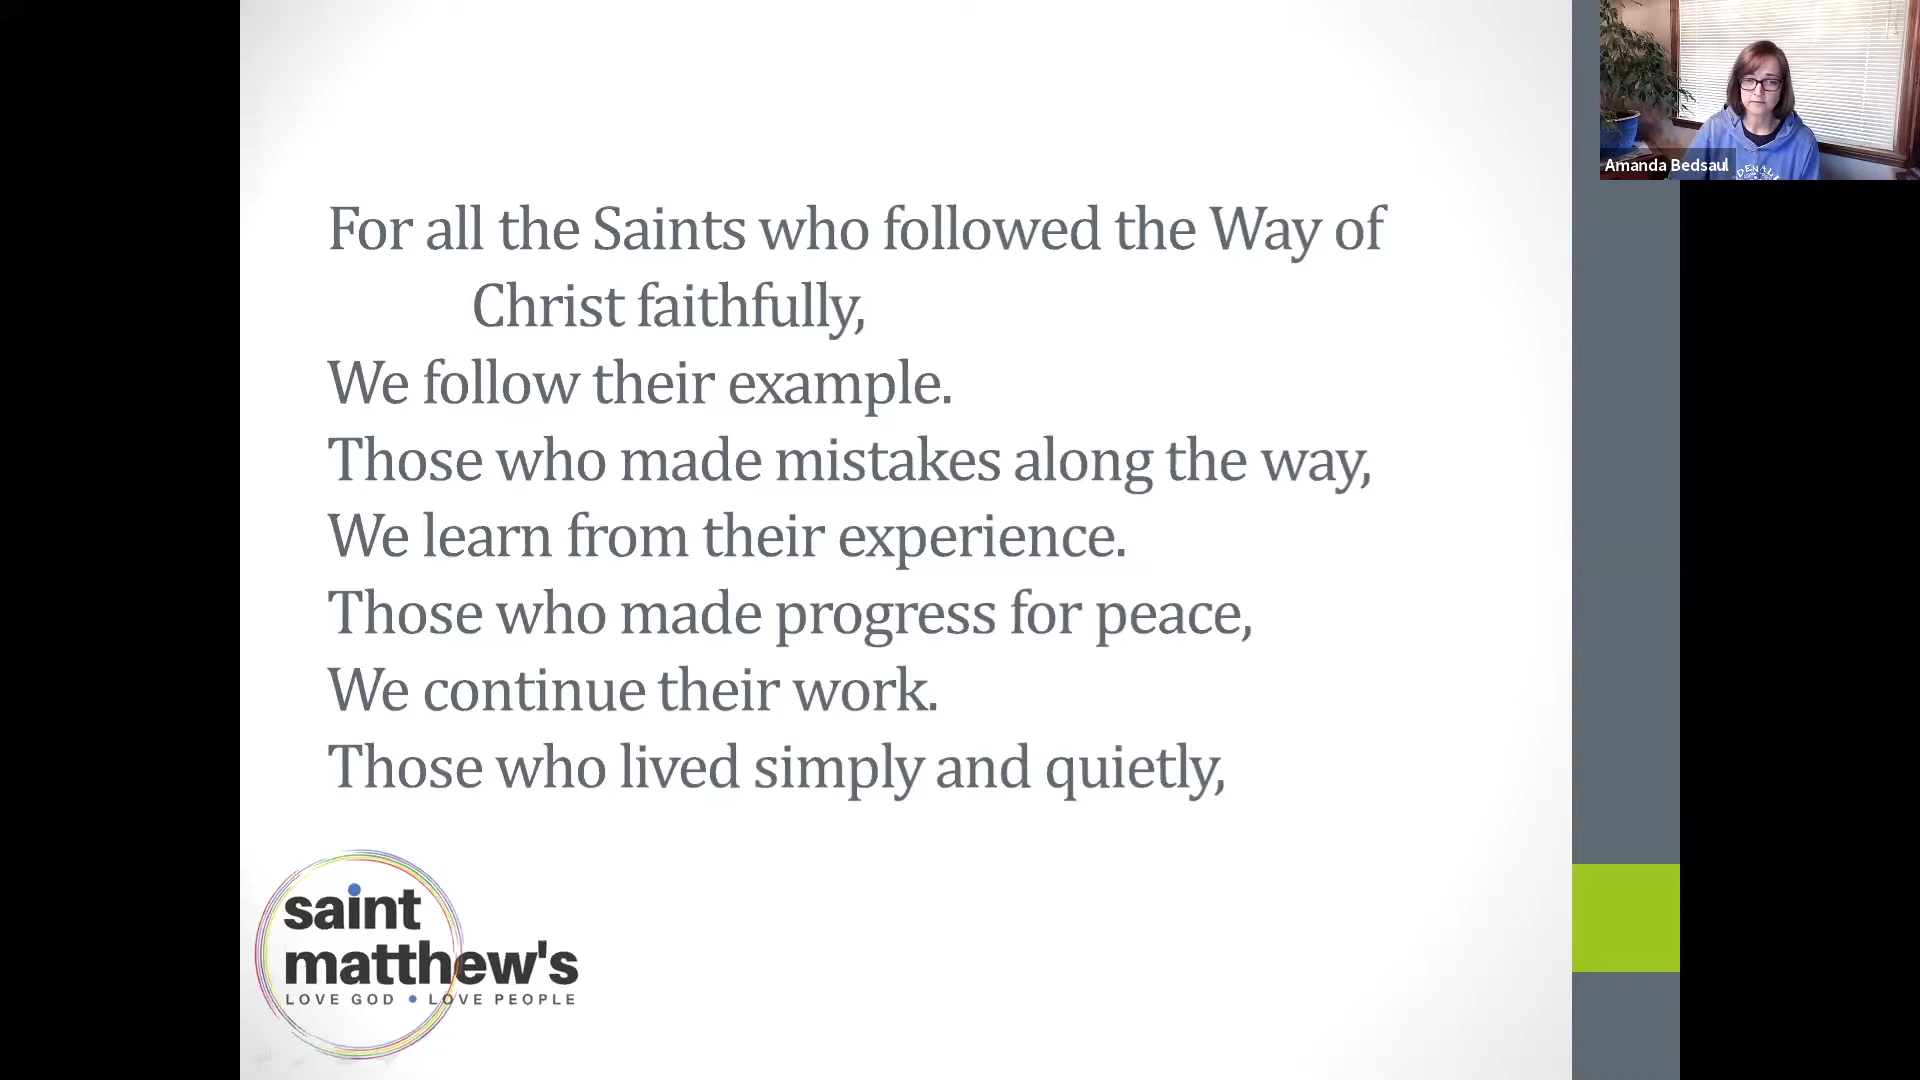 For all the Saints who followed the Way of
Christ faithfully,
We follow their example.
Those who made mistakes along the way,
We learn from their experience.
Those who made progress for peace,
We continue their work.
Those who lived simply and quietly,
saint
matthew's
LOVE GOD • LOVE PEOPLE
Amanda Bedsaul
DENALI